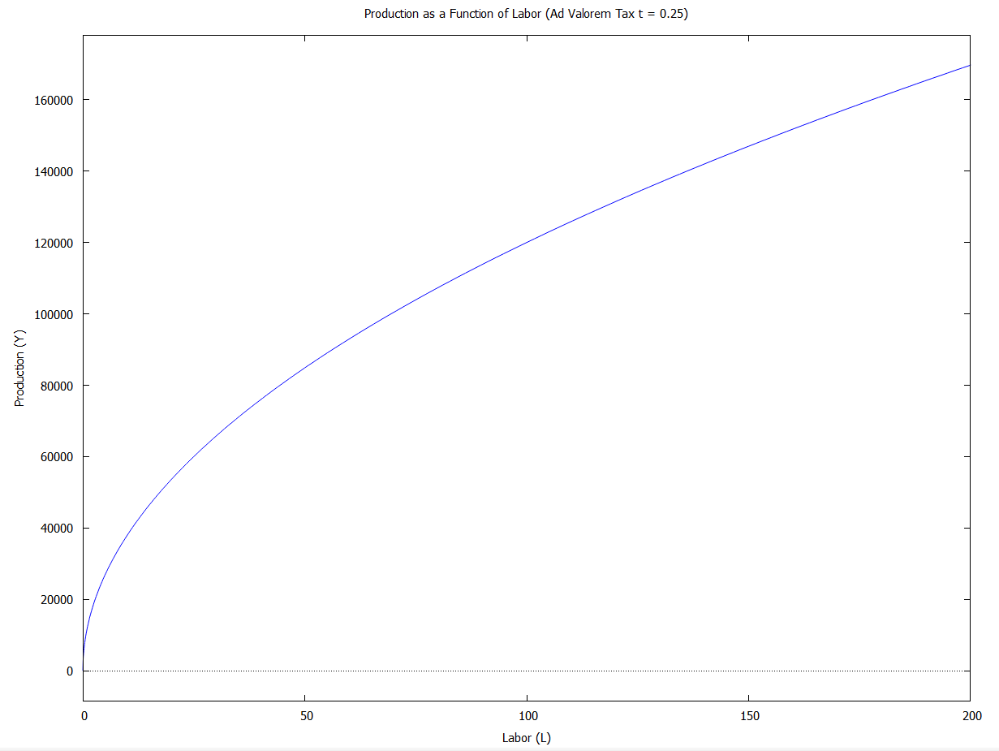 Production as a Function of Labor (Ad Valorem Tax t = 0.25)
160000
140000
120000
100000
80000
60000
40000
20000
0
Production (Y)
0 50 100 150 200
Labor (L)